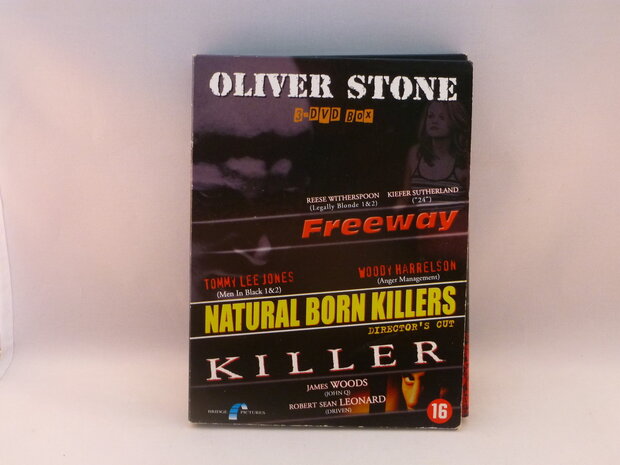 OLIVER STONE
3-DVD BOX
REESE WITHERSPOON KIEFER SUTHERLAND
(Legally Blonde 1&2) ("24")
Freeway
TOMMY LEE JONES WOODY HARRELSON
(Men In Black 1&2) (Anger Management)
NATURAL BORN KILLERS
DIRECTOR'S CUT
KILLER
JAMES WOODS
(JOHN Q)
ROBERT SEAN LEONARD
(DRIVEN)
BRIDGE PICTURES
16